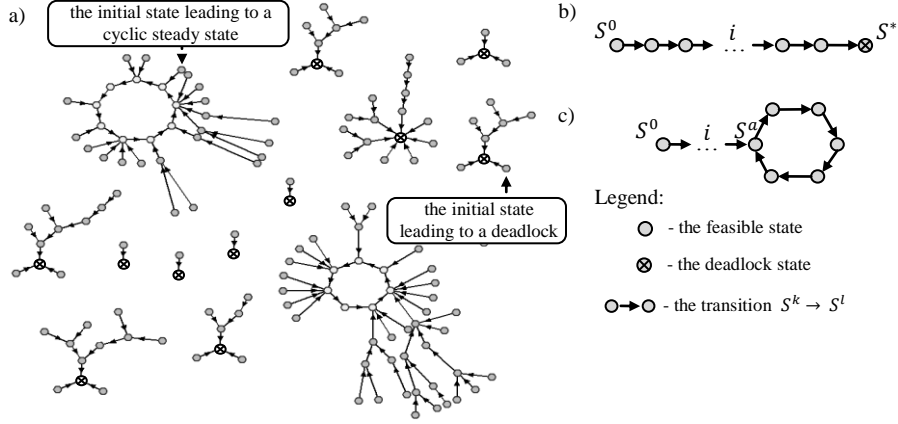 a)
the initial state leading to a
cyclic steady state
the initial state
leading to a deadlock
b)
S⁰ i S*
...
c)
S⁰ i Sᵃ
...
Legend:
- the feasible state
- the deadlock state
- the transition Sᵏ → Sˡ